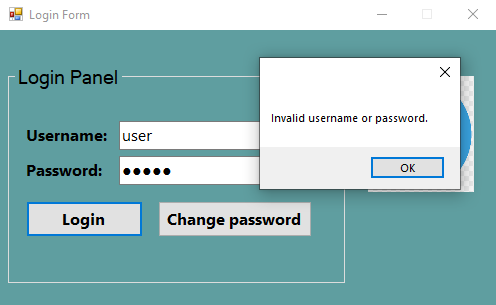 Login Form
Login Panel
Username:
user
Password:
●●●●●
Login
Change password
Invalid username or password.
OK